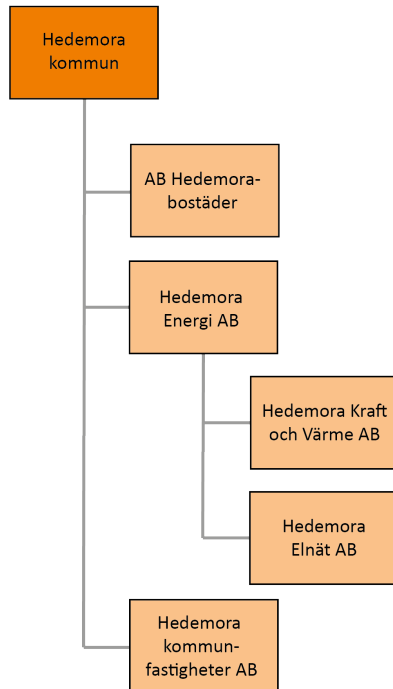 Hedemora
kommun
AB Hedemora-
bostäder
Hedemora
Energi AB
Hedemora Kraft
och Värme AB
Hedemora
Elnät AB
Hedemora
kommun-
fastigheter AB